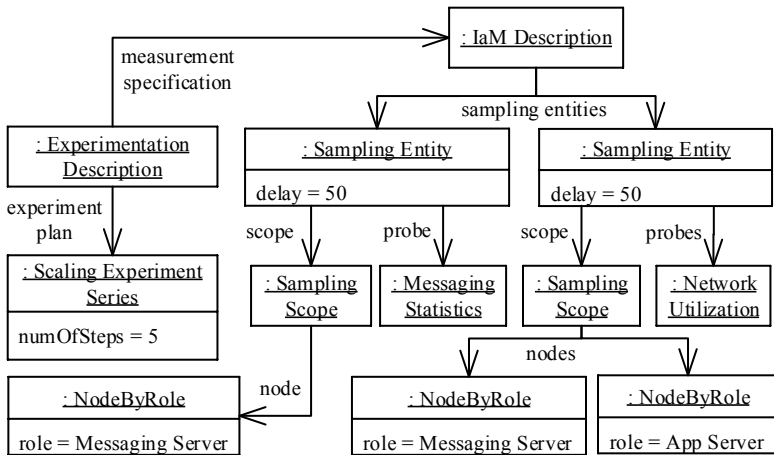 : IaM Description
measurement
specification
sampling entities
: Experimentation
Description
: Sampling Entity
delay = 50
: Sampling Entity
delay = 50
experiment
plan
scope
probe
scope
probes
: Scaling Experiment
Series
numOfSteps = 5
: Sampling
Scope
: Messaging
Statistics
: Sampling
Scope
: Network
Utilization
node
nodes
: NodeByRole
role = Messaging Server
: NodeByRole
role = Messaging Server
: NodeByRole
role = App Server